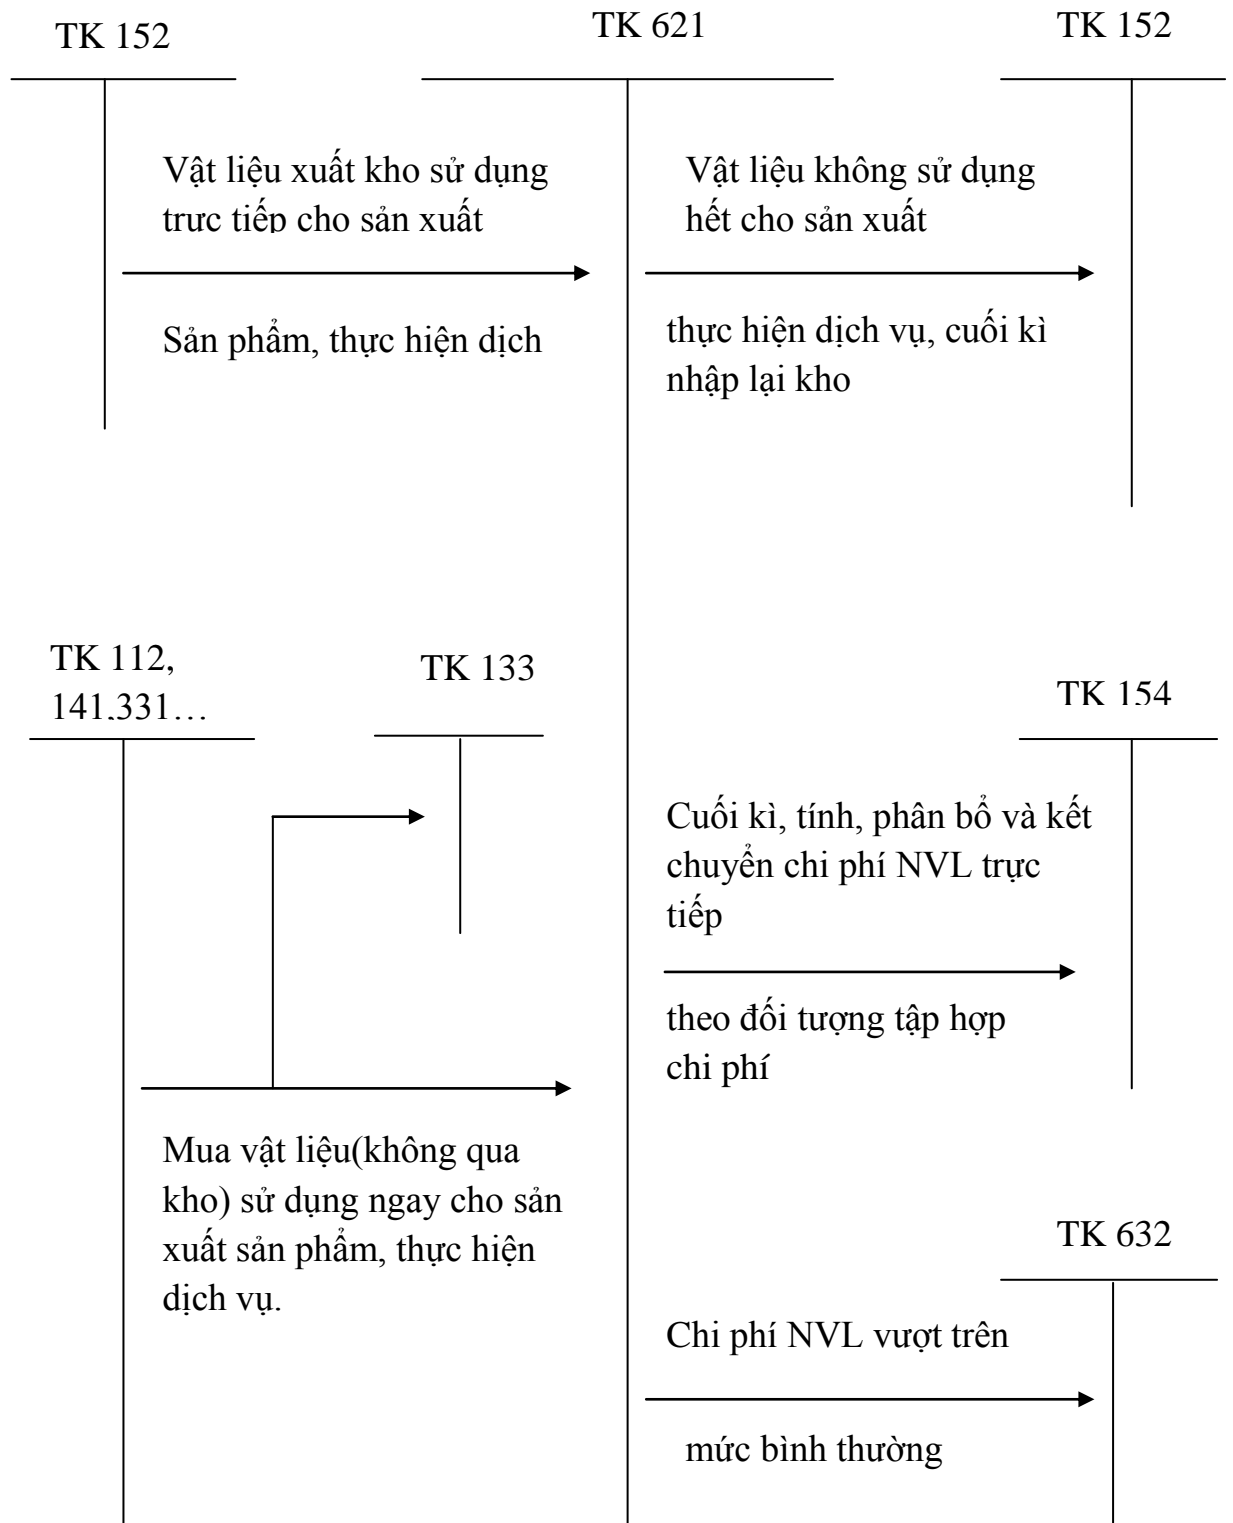 TK 152
TK 621
TK 152
Vật liệu xuất kho sử dụng
trực tiếp cho sản xuất
Sản phẩm, thực hiện dịch
Vật liệu không sử dụng
hết cho sản xuất
thực hiện dịch vụ, cuối kì
nhập lại kho
TK 112,
141,331…
TK 133
TK 154
Cuối kì, tính, phân bổ và kết
chuyển chi phí NVL trực
tiếp
theo đối tượng tập hợp
chi phí
Mua vật liệu(không qua
kho) sử dụng ngay cho sản
xuất sản phẩm, thực hiện
dịch vụ.
TK 632
Chi phí NVL vượt trên
mức bình thường